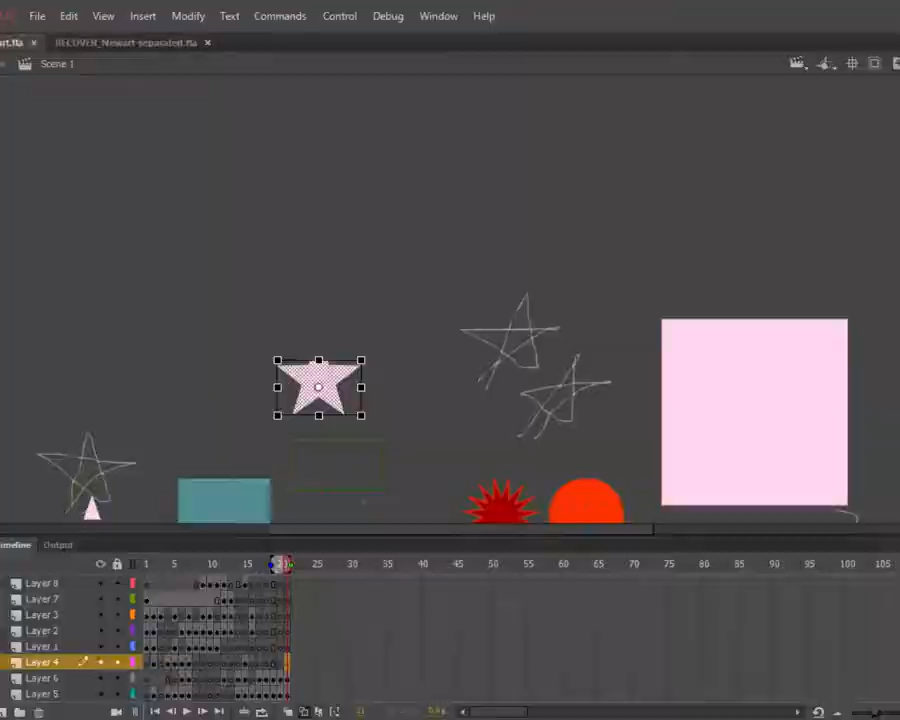 File Edit View Insert Modify Text Commands Control Debug Window Help
rt.fla × RECOVER_Newart-separated.fla ×
Scene 1
Timeline Output
1 5 10 15 25 30 35 40 45 50 55 60 65 70 75 80 85 90 95 100 105
Layer 8
Layer 7
Layer 3
Layer 2
Layer 1
Layer 4
Layer 6
Layer 5